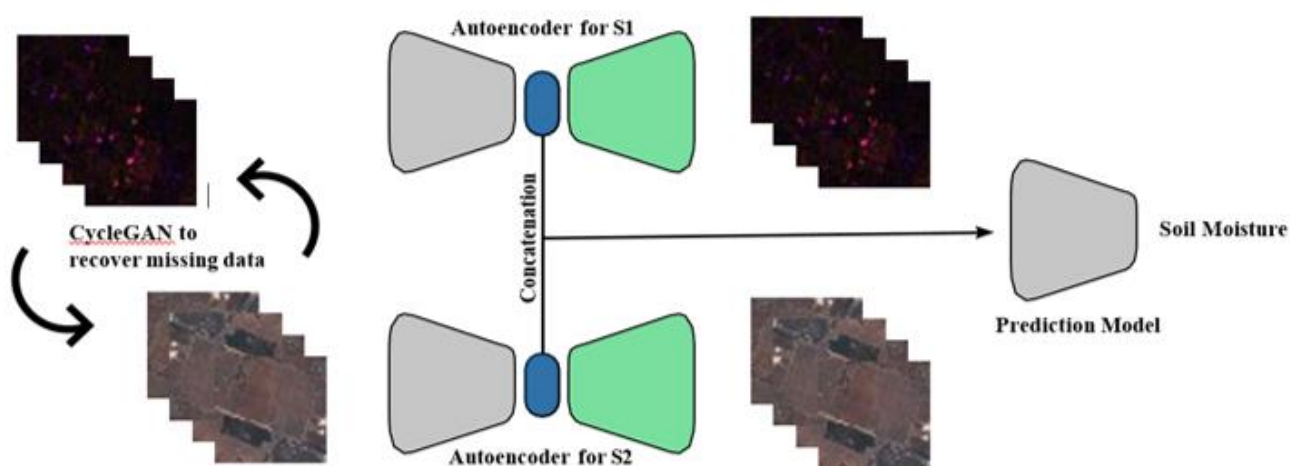 Autoencoder for S1
CycleGAN to
recover missing data
Concatenation
Soil Moisture
Prediction Model
Autoencoder for S2